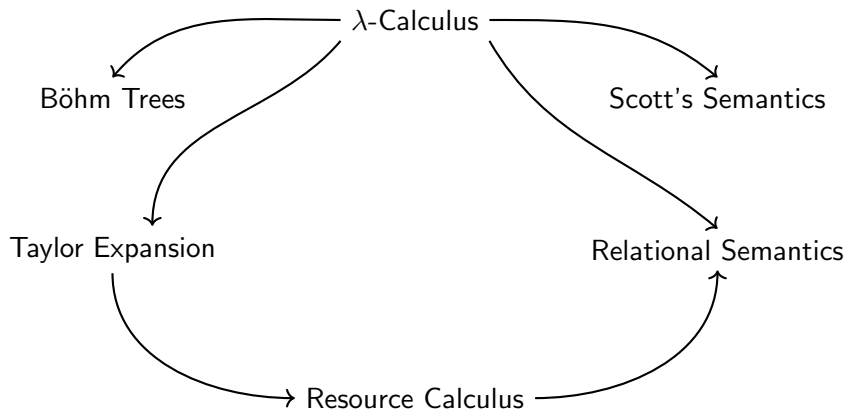 λ-Calculus
Böhm Trees
Scott's Semantics
Taylor Expansion
Relational Semantics
Resource Calculus